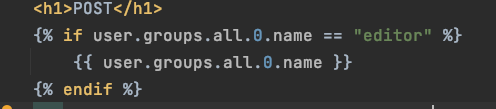 <h1>POST</h1>
{% if user.groups.all.0.name == "editor" %}
{{ user.groups.all.0.name }}
{% endif %}